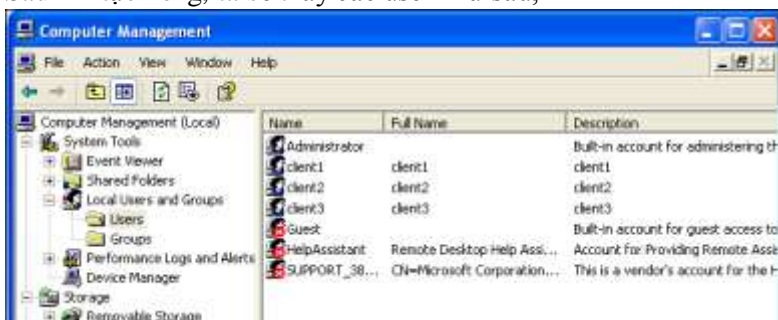 Computer Management
File Action View Window Help
Computer Management (Local)
System Tools
Event Viewer
Shared Folders
Local Users and Groups
Users
Groups
Performance Logs and Alerts
Device Manager
Storage
Removable Storage
Name Full Name Description
Administrator Built-in account for administering th
client1 client1 client1
client2 client2 client2
client3 client3 client3
Guest Built-in account for guest access to
HelpAssistant Remote Desktop Help Assi... Account for Providing Remote Assis
SUPPORT_38... CN=Microsoft Corporation... This is a vendor's account for the H